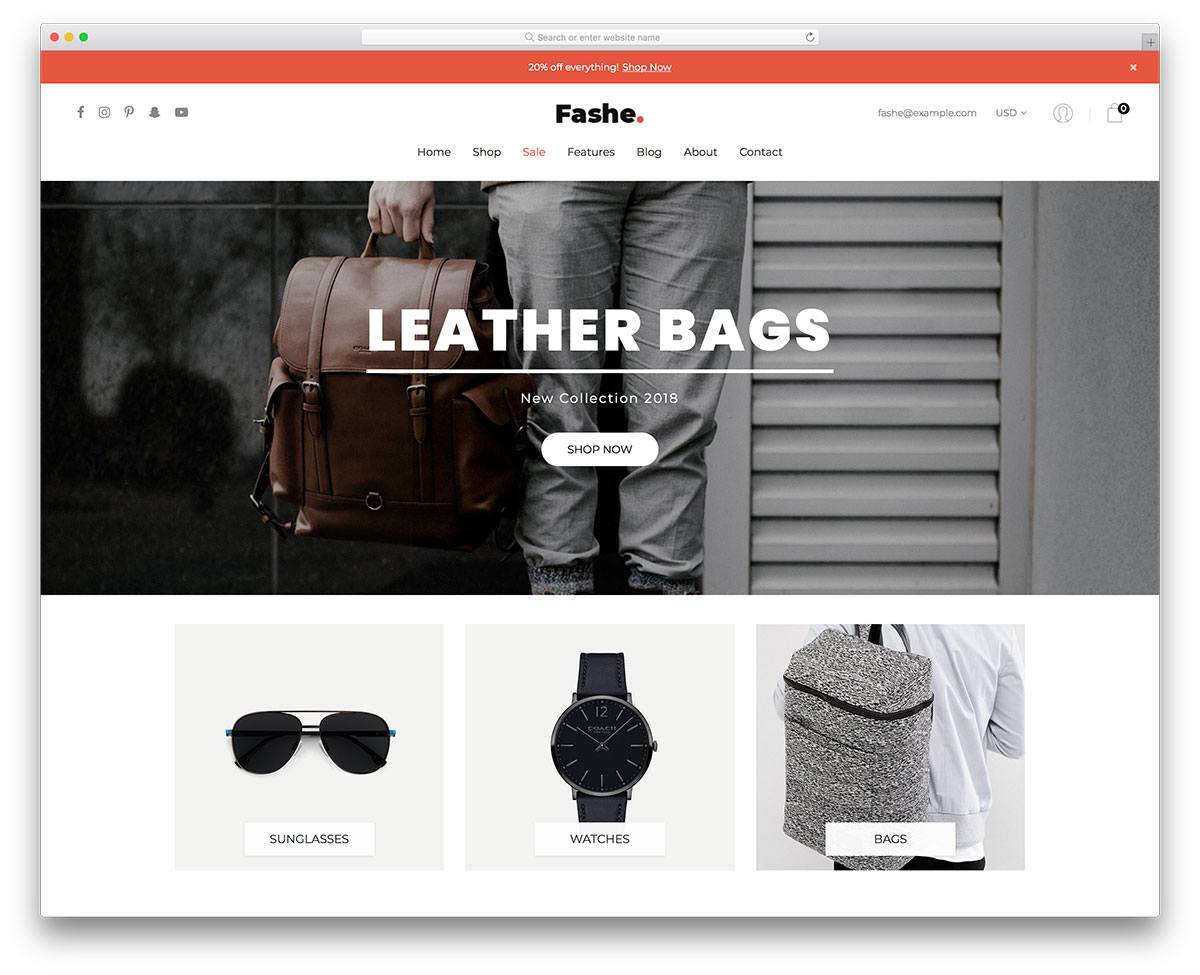 Search or enter website name
20% off everything! Shop Now
Fashe.
fashe@example.com USD
0
Home Shop Sale Features Blog About Contact
LEATHER BAGS
New Collection 2018
SHOP NOW
12
COACH
SUNGLASSES
WATCHES
BAGS